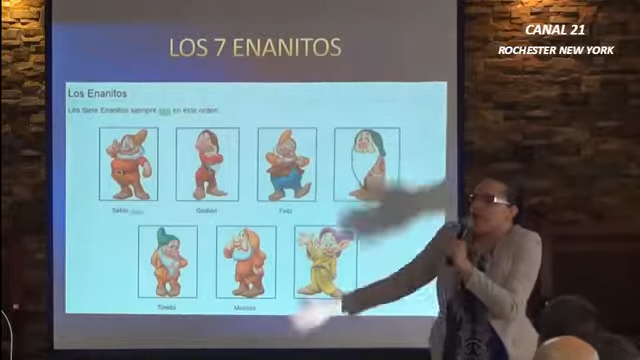 CANAL 21
ROCHESTER NEW YORK
LOS 7 ENANITOS
Los Enanitos
Los Siete Enanitos siempre van en este orden:
Sabio
Gruñón
Feliz
Tímido
Mocoso